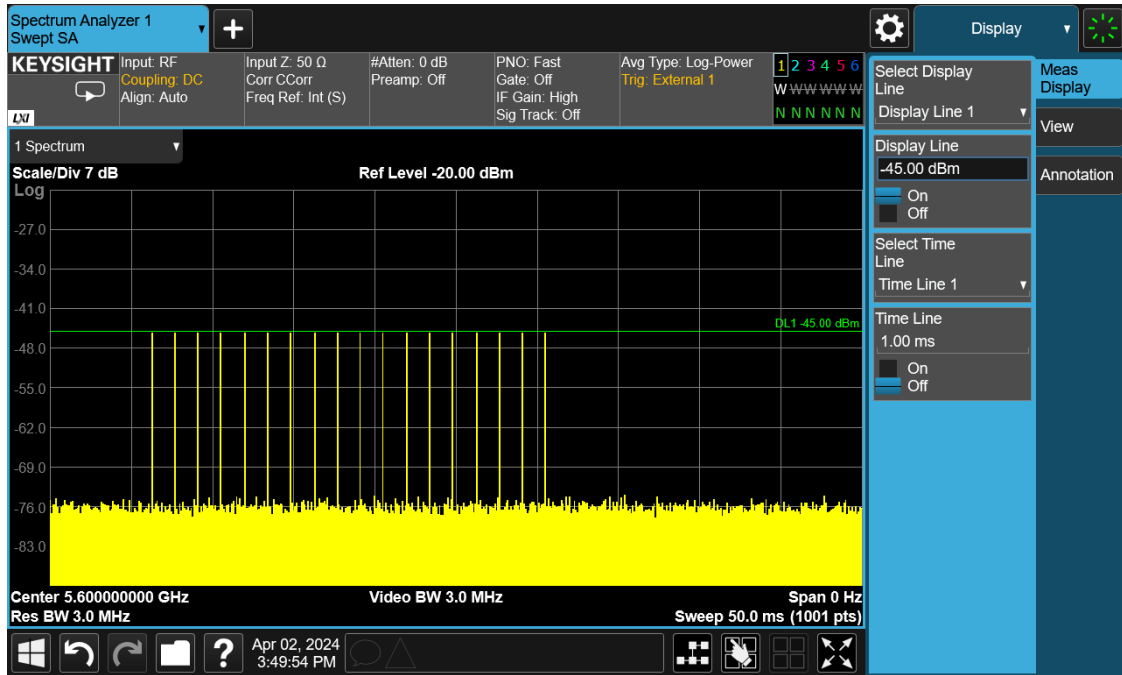 Spectrum Analyzer 1
Swept SA
+
Display
KEYSIGHT
LXI
Input: RF
Coupling: DC
Align: Auto
Input Z: 50 Ω
Corr CCorr
Freq Ref: Int (S)
#Atten: 0 dB
Preamp: Off
PNO: Fast
Gate: Off
IF Gain: High
Sig Track: Off
Avg Type: Log-Power
Trig: External 1
1 2 3 4 5 6
W W W W W W
N N N N N N
1 Spectrum
Scale/Div 7 dB
Ref Level -20.00 dBm
Log
-27.0
-34.0
-41.0
DL1 -45.00 dBm
-48.0
-55.0
-62.0
-69.0
-76.0
-83.0
Center 5.600000000 GHz
Video BW 3.0 MHz
Span 0 Hz
Res BW 3.0 MHz
Sweep 50.0 ms (1001 pts)
?
Apr 02, 2024
3:49:54 PM
Select Display
Line
Display Line 1
Display Line
-45.00 dBm
On
Off
Select Time
Line
Time Line 1
Time Line
1.00 ms
On
Off
Meas
Display
View
Annotation